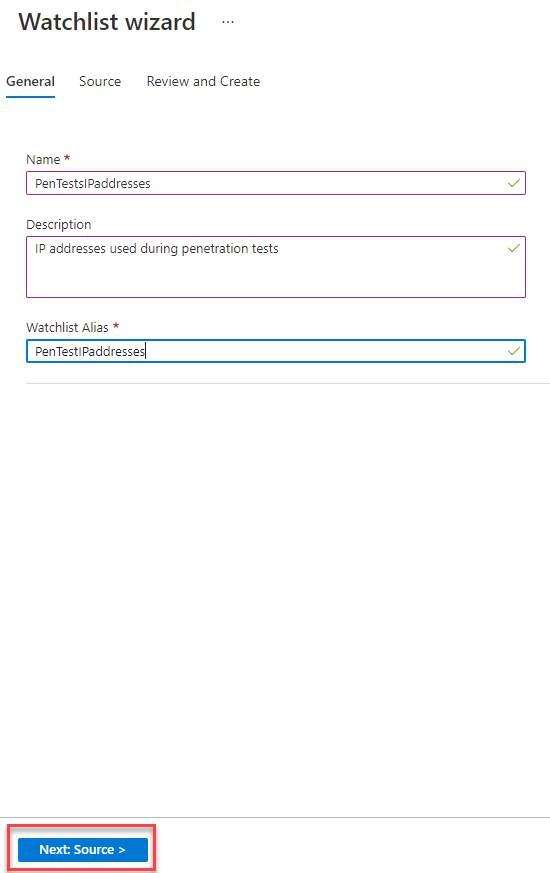 Watchlist wizard ...
General Source Review and Create
Name *
PenTestsIPaddresses
Description
IP addresses used during penetration tests
Watchlist Alias *
PenTestIPaddresses
Next: Source >